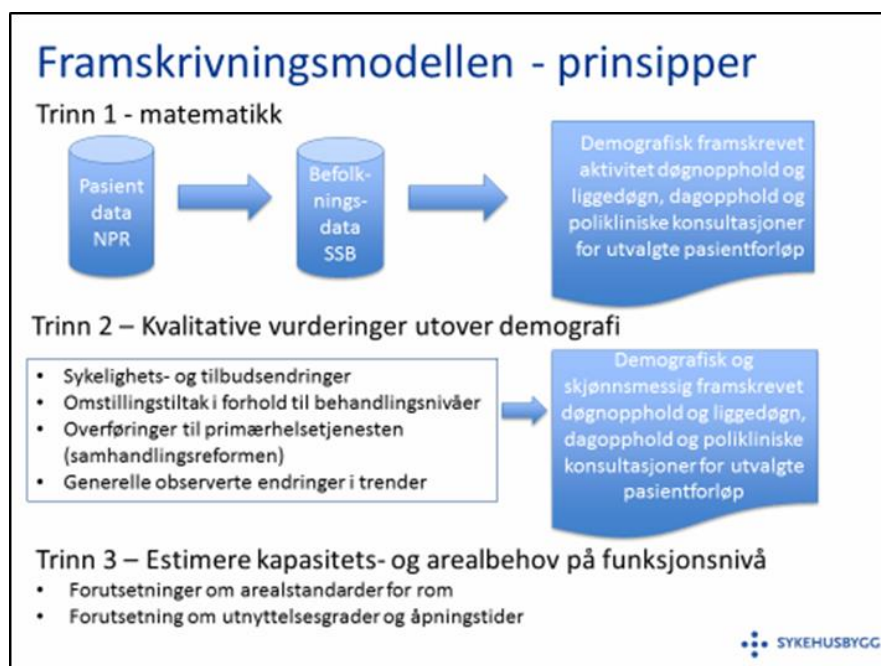 Framskrivningsmodellen - prinsipper
Trinn 1 - matematikk
Pasient
data
NPR
Befolk-
nings-
data
SSB
Demografisk framskrevet
aktivitet døgnopphold og
liggedøgn, dagopphold og
polikliniske konsultasjoner
for utvalgte pasientforløp
Trinn 2 – Kvalitative vurderinger utover demografi
• Sykelighets- og tilbudsendringer
• Omstillingstiltak i forhold til behandlingsnivåer
• Overføringer til primærhelsetjenesten
(samhandlingsreformen)
• Generelle observerte endringer i trender
Demografisk og
skjønnsmessig framskrevet
døgnopphold og liggedøgn,
dagopphold og polikliniske
konsultasjoner for utvalgte
pasientforløp
Trinn 3 – Estimere kapasitets- og arealbehov på funksjonsnivå
• Forutsetninger om arealstandarder for rom
• Forutsetning om utnyttelsesgrader og åpningstider
SYKEHUSBYGG